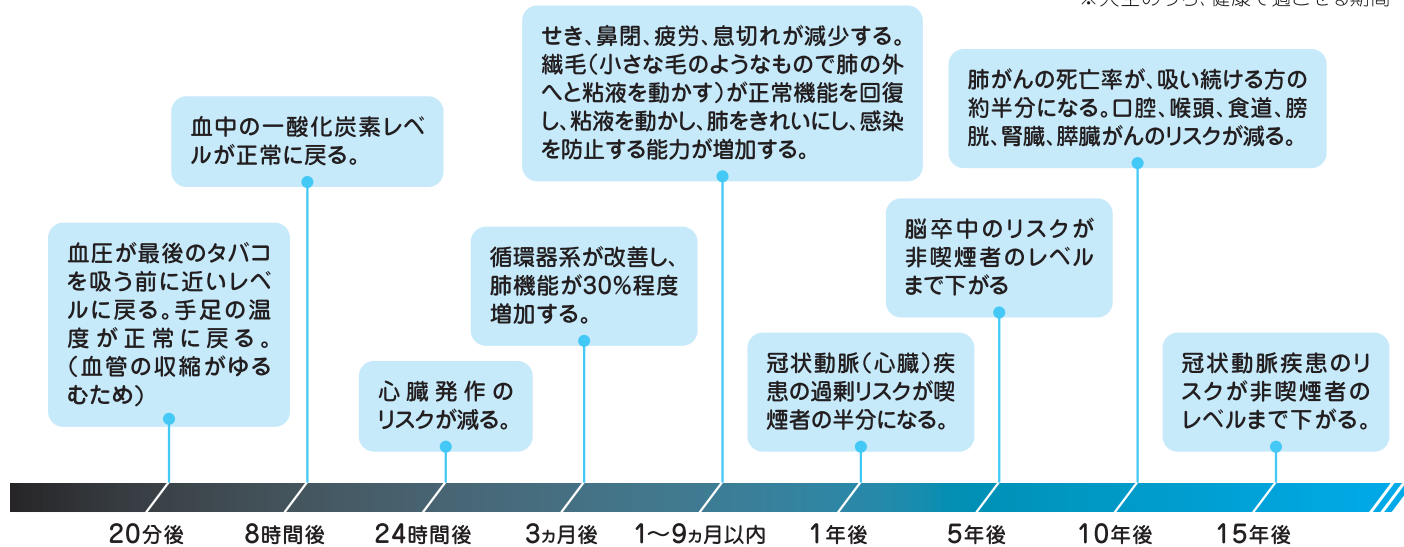 ※人生のうち、健康で過ごせる期間
血圧が最後のタバコ
を吸う前に近いレベ
ルに戻る。手足の温
度が正常に戻る。
（血管の収縮がゆる
むため）
血中の一酸化炭素レベ
ルが正常に戻る。
心臓発作の
リスクが減る。
循環器系が改善し、
肺機能が30%程度
増加する。
せき、鼻閉、疲労、息切れが減少する。
繊毛（小さな毛のようなもので肺の外
へと粘液を動かす）が正常機能を回復
し、粘液を動かし、肺をきれいにし、感染
を防止する能力が増加する。
冠状動脈（心臓）疾
患の過剰リスクが喫
煙者の半分になる。
脳卒中のリスクが
非喫煙者のレベル
まで下がる
肺がんの死亡率が、吸い続ける方の
約半分になる。口腔、喉頭、食道、膀
胱、腎臓、膵臓がんのリスクが減る。
冠状動脈疾患のリ
スクが非喫煙者の
レベルまで下がる。
20分後
8時間後
24時間後
3ヵ月後
1〜9ヵ月以内
1年後
5年後
10年後
15年後